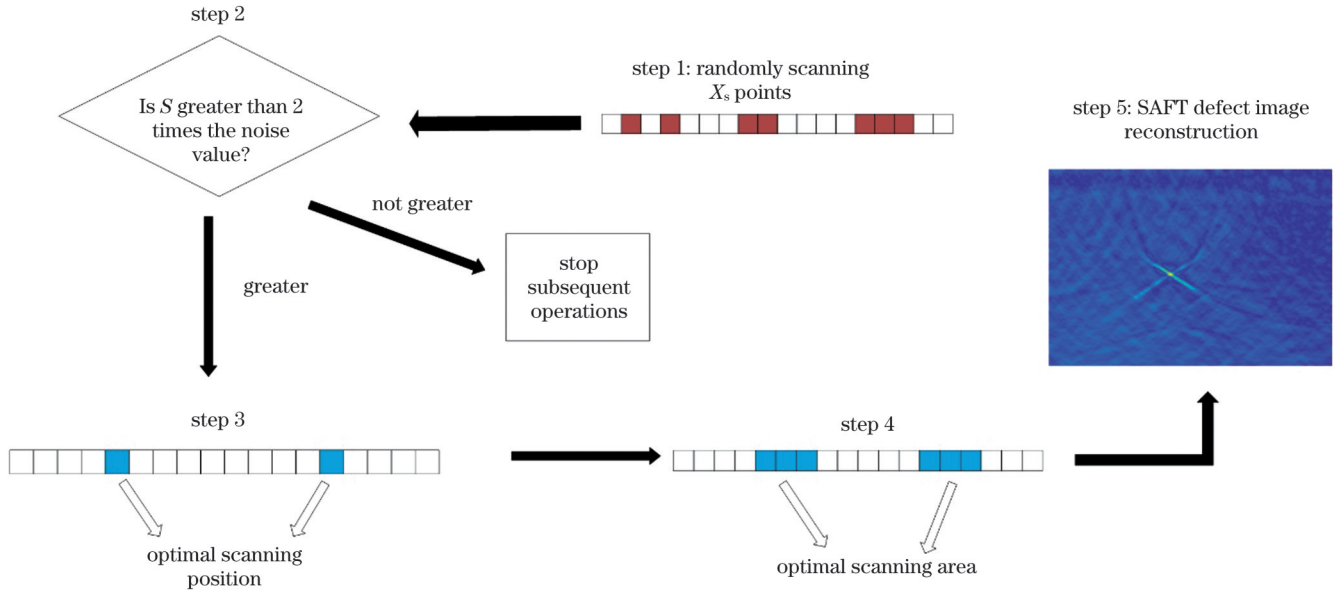 step 2
Is S greater than 2
times the noise
value?
step 1: randomly scanning
Xs points
step 5: SAFT defect image
reconstruction
not greater
greater
stop
subsequent
operations
step 3
step 4
optimal scanning
position
optimal scanning area